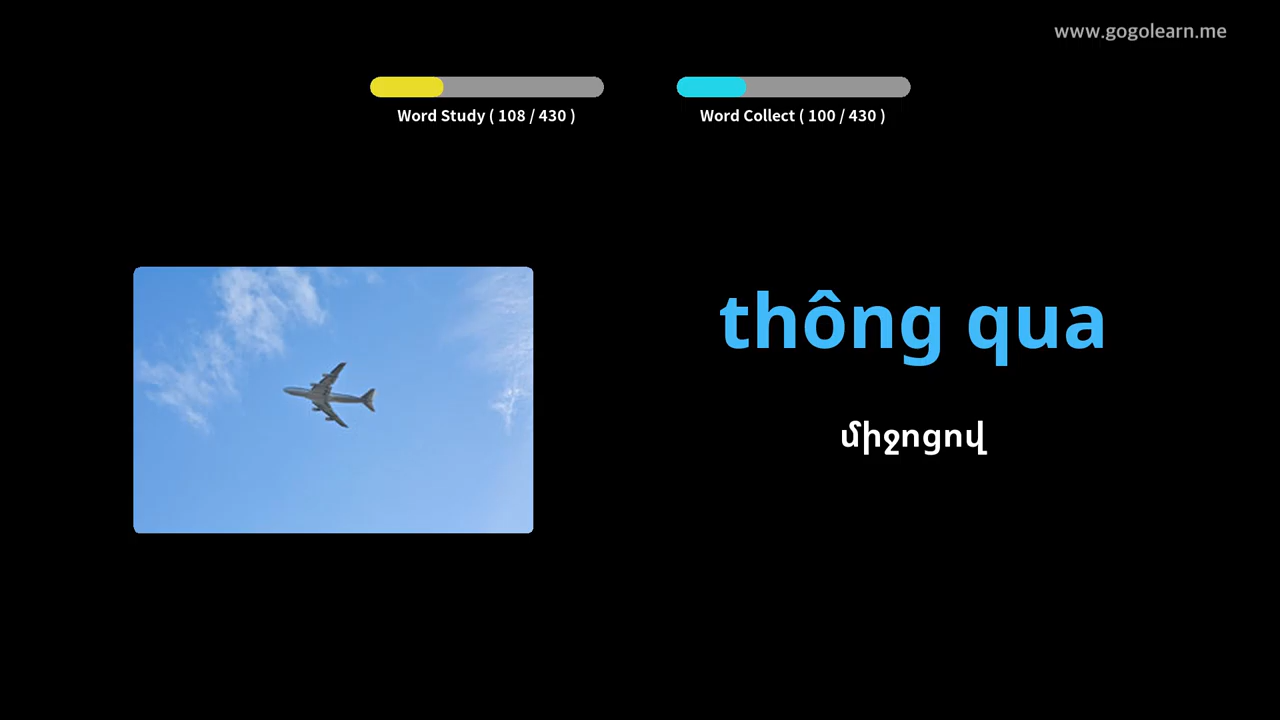 www.gogolearn.me
Word Study ( 108 / 430 )
Word Collect ( 100 / 430 )
thông qua
միջոցով